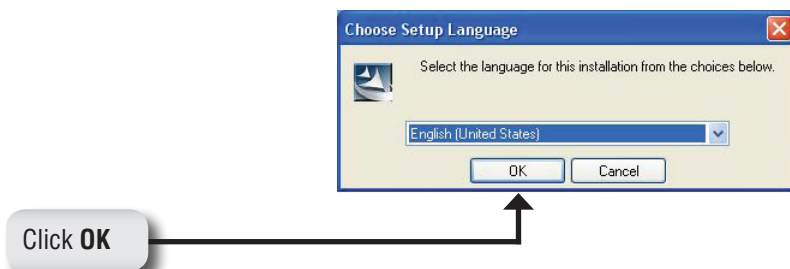 Choose Setup Language
Select the language for this installation from the choices below.
English (United States)
OK Cancel
Click OK